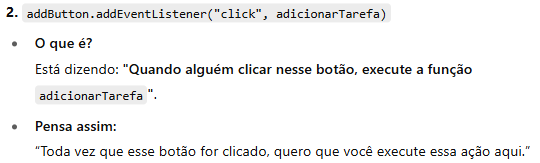 2. addButton.addEventListener("click", adicionarTarefa)
• O que é?
Está dizendo: "Quando alguém clicar nesse botão, execute a função
adicionarTarefa".
• Pensa assim:
“Toda vez que esse botão for clicado, quero que você execute essa ação aqui.”